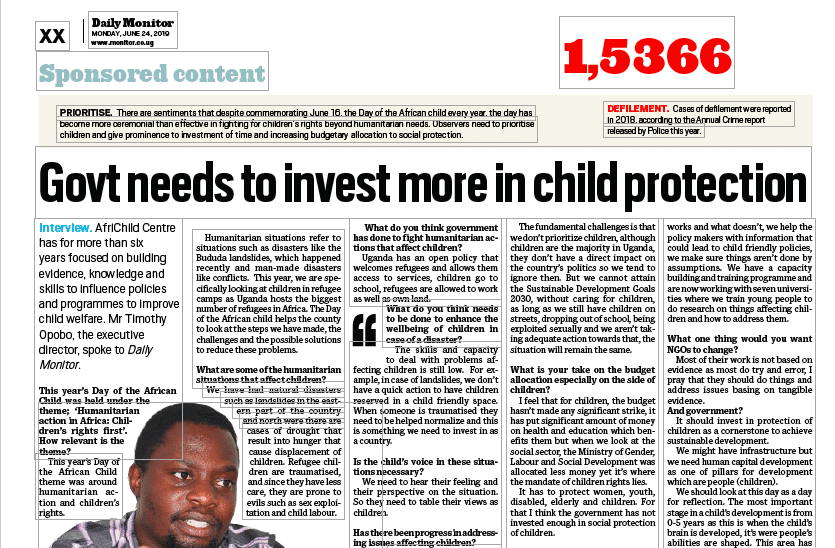 XX
Daily Monitor
MONDAY, JUNE 24, 2019
www.monitor.co.ug
Sponsored content
1,5366
PRIORITISE. There are sentiments that despite commemorating June 16, the Day of the African child every year, the day has
become more ceremonial than effective in fighting for children's rights beyond humanitarian needs. Observers need to prioritise
children and give prominence to investment of time and increasing budgetary allocation to social protection.
DEFILEMENT. Cases of defilement were reported
in 2018, according to the Annual Crime report
released by Police this year.
Govt needs to invest more in child protection
Interview. AfriChild Centre
has for more than six
years focused on building
evidence, knowledge and
skills to influence policies
and programmes to improve
child welfare. Mr Timothy
Opobo, the executive
director, spoke to Daily
Monitor.
This year's Day of the African
Child was held under the
theme; 'Humanitarian
action in Africa: Chil-
dren's rights first'.
How relevant is the
theme?
This year's Day of
the African Child
theme was around
humanitarian ac-
tion and children's
rights.
Humanitarian situations refer to
situations such as disasters like the
Bududa landslides, which happened
recently and man-made disasters
like conflicts. This year, we are spe-
cifically looking at children in refugee
camps as Uganda hosts the biggest
number of refugees in Africa. The Day
of the African child helps the county
to look at the steps we have made, the
challenges and the possible solutions
to reduce these problems.
What are some of the humanitarian
situations that affect children?
We have had natural disasters
such as landslides in the east-
ern part of the country
and north were there are
cases of drought that
result into hunger that
cause displacement of
children. Refugee chil-
dren are traumatised,
and since they have less
care, they are prone to
evils such as sex exploi-
tation and child labour.
What do you think government
has done to fight humanitarian ac-
tions that affect children?
Uganda has an open policy that
welcomes refugees and allows them
access to services, children go to
school, refugees are allowed to work
as well as own land.
What do you think needs
to be done to enhance the
wellbeing of children in
case of a disaster?
The skills and capacity
to deal with problems af-
fecting children is still low. For ex-
ample, in case of landslides, we don't
have a quick action to have children
reserved in a child friendly space.
When someone is traumatised they
need to be helped normalize and this
is something we need to invest in as
a country.
Is the child's voice in these situa-
tions necessary?
We need to hear their feeling and
their perspective on the situation.
So they need to table their views as
children.
Has there been progress in address-
ing issues affecting children?
The fundamental challenges is that
we don't prioritize children, although
children are the majority in Uganda,
they don't have a direct impact on
the country's politics so we tend to
ignore then. But we cannot attain
the Sustainable Development Goals
2030, without caring for children,
as long as we still have children on
streets, dropping out of school, being
exploited sexually and we aren't tak-
ing adequate action towards that, the
situation will remain the same.
What is your take on the budget
allocation especially on the side of
children?
I feel that for children, the budget
hasn't made any significant strike, it
has put significant amount of money
on health and education which ben-
efits them but when we look at the
social sector, the Ministry of Gender,
Labour and Social Development was
allocated less money yet it's where
the mandate of children rights lies.
It has to protect women, youth,
disabled, elderly and children. For
that I think the government has not
invested enough in social protection
of children.
works and what doesn't, we help the
policy makers with information that
could lead to child friendly policies,
we make sure things aren't done by
assumptions. We have a capacity
building and training programme and
are now working with seven universi-
ties where we train young people to
do research on things affecting chil-
dren and how to address them.
What one thing would you want
NGOs to change?
Most of their work is not based on
evidence as most do try and error, I
pray that they should do things and
address issues basing on tangible
evidence.
And government?
It should invest in protection of
children as a cornerstone to achieve
sustainable development.
We might have infrastructure but
we need human capital development
as one of pillars for development
which are people (children).
We should look at this day as a day
for reflection. The most important
stage in a child's development is from
0-5 years as this is when the child's
brain is developed, it's were people's
abilities are shaped. This area has